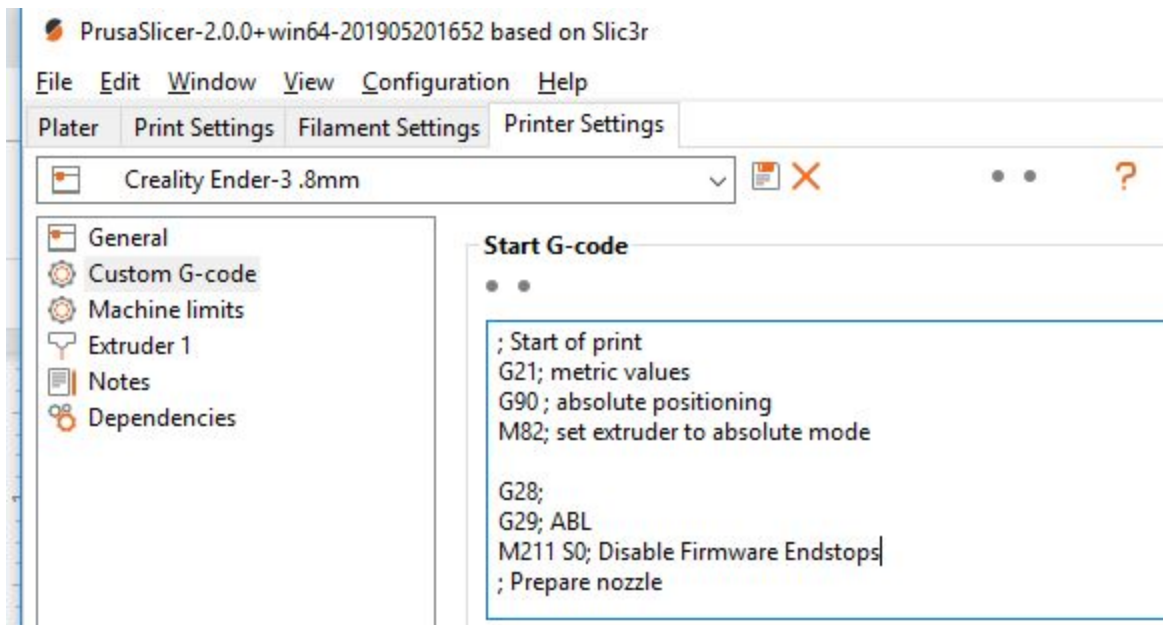 PrusaSlicer-2.0.0+win64-201905201652 based on Slic3r
File Edit Window View Configuration Help
Plater Print Settings Filament Settings Printer Settings
Creality Ender-3 .8mm
General
Custom G-code
Machine limits
Extruder 1
Notes
Dependencies
Start G-code
; Start of print
G21; metric values
G90 ; absolute positioning
M82; set extruder to absolute mode
G28;
G29; ABL
M211 S0; Disable Firmware Endstops
; Prepare nozzle